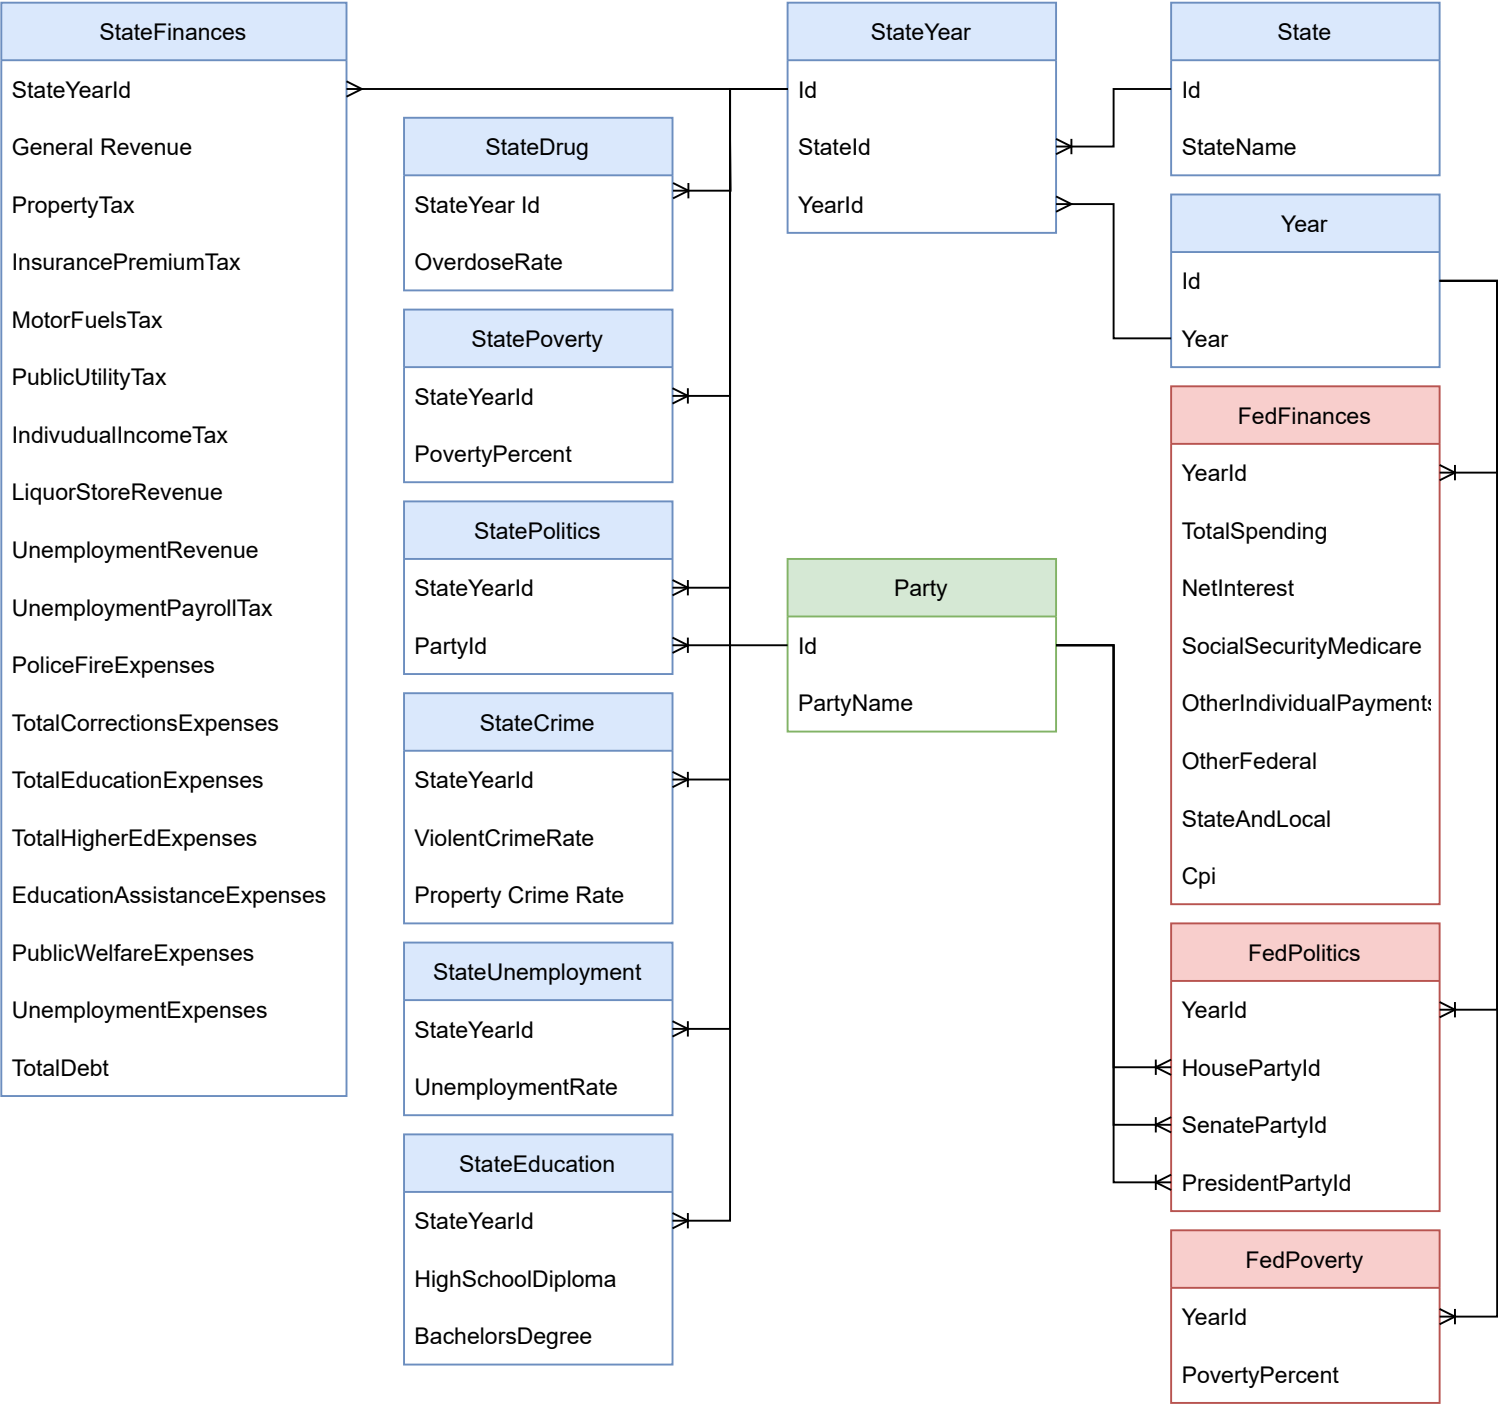 StateFinances
StateYearId
General Revenue
PropertyTax
InsurancePremiumTax
MotorFuelsTax
PublicUtilityTax
IndivudualIncomeTax
LiquorStoreRevenue
UnemploymentRevenue
UnemploymentPayrollTax
PoliceFireExpenses
TotalCorrectionsExpenses
TotalEducationExpenses
TotalHigherEdExpenses
EducationAssistanceExpenses
PublicWelfareExpenses
UnemploymentExpenses
TotalDebt
StateDrug
StateYear Id
OverdoseRate
StatePoverty
StateYearId
PovertyPercent
StatePolitics
StateYearId
PartyId
StateCrime
StateYearId
ViolentCrimeRate
Property Crime Rate
StateUnemployment
StateYearId
UnemploymentRate
StateEducation
StateYearId
HighSchoolDiploma
BachelorsDegree
StateYear
Id
StateId
YearId
Party
Id
PartyName
State
Id
StateName
Year
Id
Year
FedFinances
YearId
TotalSpending
NetInterest
SocialSecurityMedicare
OtherIndividualPayments
OtherFederal
StateAndLocal
Cpi
FedPolitics
YearId
HousePartyId
SenatePartyId
PresidentPartyId
FedPoverty
YearId
PovertyPercent